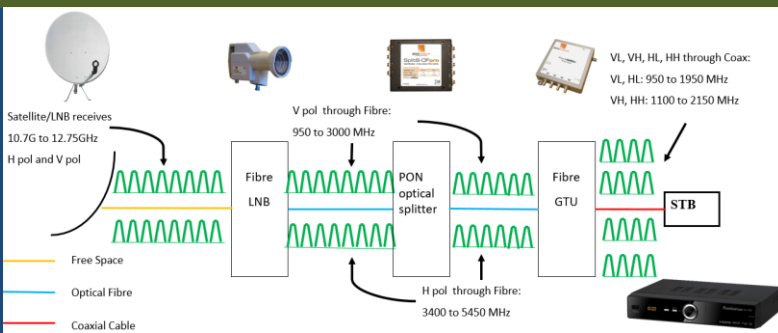 VL, VH, HL, HH through Coax:
VL, HL: 950 to 1950 MHz
VH, HH: 1100 to 2150 MHz
Satellite/LNB receives
10.7G to 12.75GHz
H pol and V pol
V pol through Fibre:
950 to 3000 MHz
Fibre
LNB
PON
optical
splitter
Fibre
GTU
STB
Free Space
Optical Fibre
Coaxial Cable
H pol through Fibre:
3400 to 5450 MHz